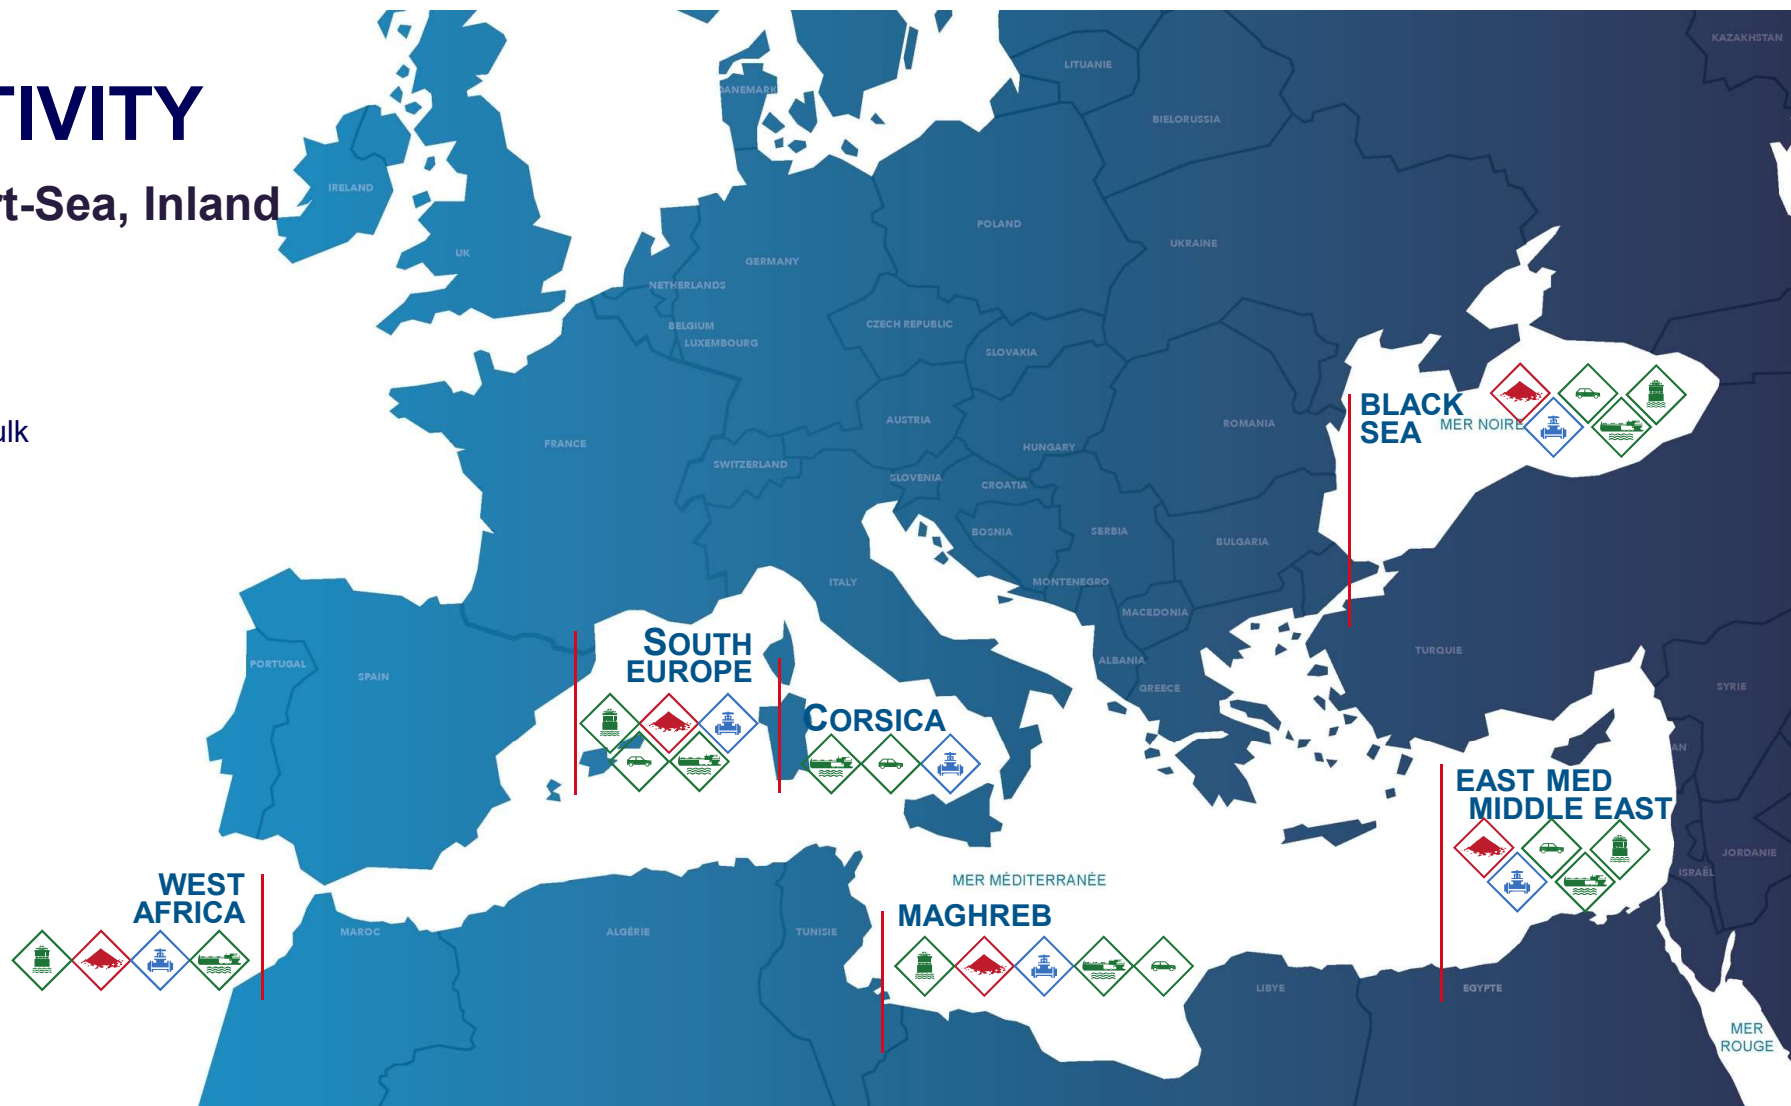 TIVITY
rt-Sea, Inland
ulk
KAZAKHSTAN
LITUANIE
DANEMARK
BIELORUSSIA
IRELAND
UK
POLAND
UKRAINE
GERMANY
NETHERLANDS
BELGIUM
LUXEMBOURG
CZECH REPUBLIC
SLOVAKIA
AUSTRIA
FRANCE
SWITZERLAND
HUNGARY
ROMANIA
SLOVENIA
CROATIA
BOSNIA
SERBIA
BULGARIA
ITALY
MONTENEGRO
MACEDONIA
ALBANIA
GREECE
PORTUGAL
SPAIN
TURQUIE
SYRIE
AN
JORDANIE
ISRAËL
BLACK
SEA
MER NOIRE
SOUTH
EUROPE
CORSICA
EAST MED
MIDDLE EAST
WEST
AFRICA
MER MÉDITERRANÉE
MAGHREB
MAROC
ALGÉRIE
TUNISIE
LIBYE
EGYPTE
MER
ROUGE